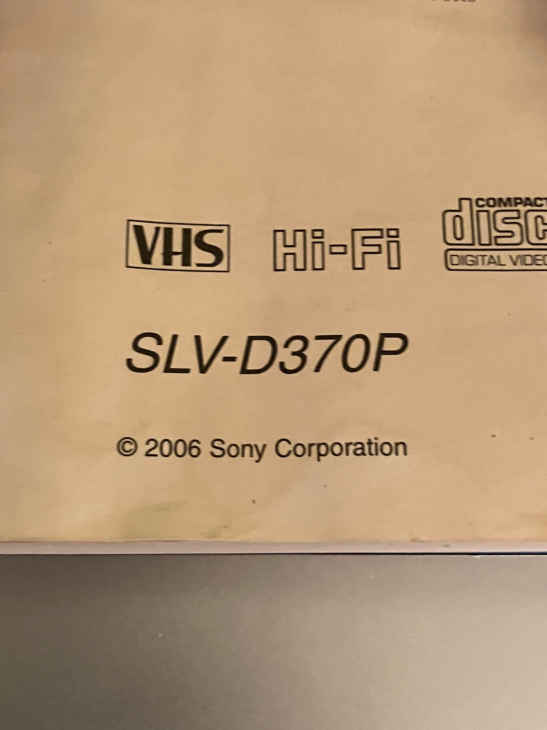 VHS Hi-Fi COMPACT
disc
DIGITAL VIDEO
SLV-D370P
© 2006 Sony Corporation